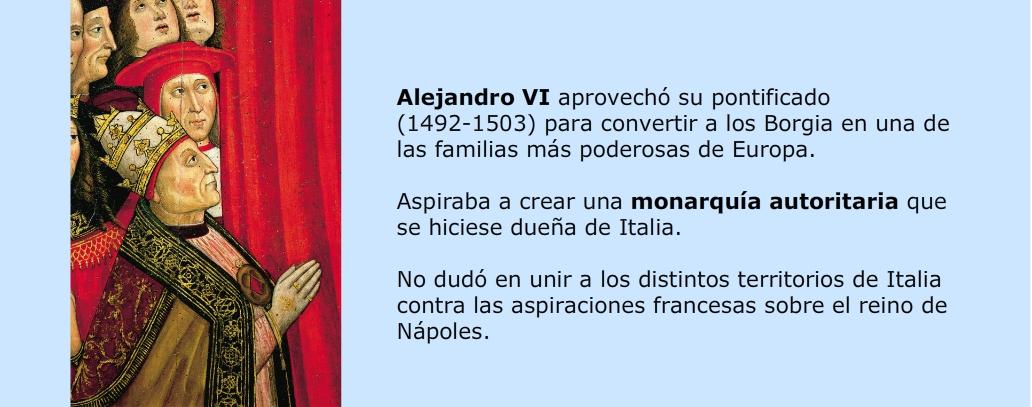 Alejandro VI aprovechó su pontificado
(1492-1503) para convertir a los Borgia en una de
las familias más poderosas de Europa.
Aspiraba a crear una monarquía autoritaria que
se hiciese dueña de Italia.
No dudó en unir a los distintos territorios de Italia
contra las aspiraciones francesas sobre el reino de
Nápoles.